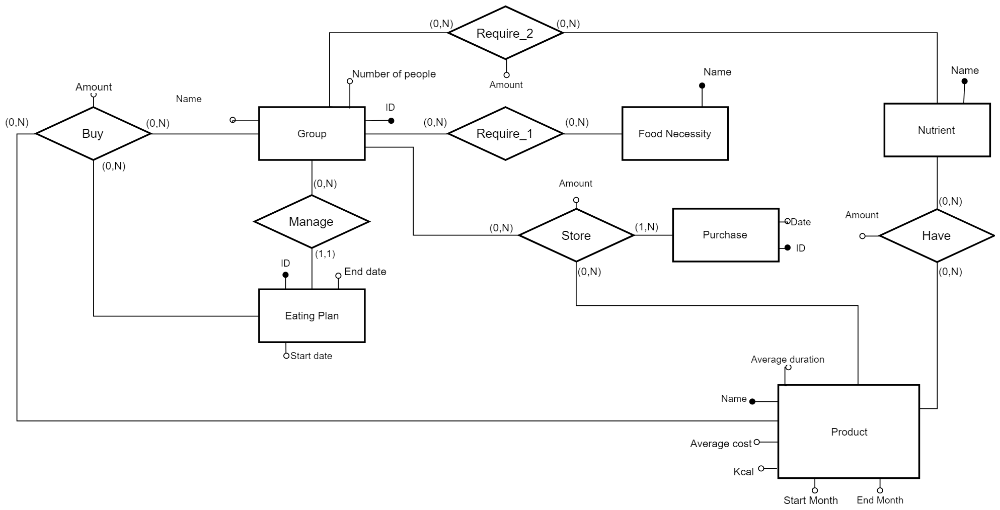 (0,N)
(0,N)
Require_2
Amount
Number of people
Name
Name
Amount
Name
ID
(0,N)
(0,N)
(0,N)
(0,N)
Buy
Group
Require_1
Food Necessity
Nutrient
(0,N)
(0,N)
Amount
(0,N)
Manage
Amount
(0,N)
(1,N)
Date
Store
Purchase
Have
ID
(1,1)
ID
End date
(0,N)
(0,N)
Eating Plan
Start date
Average duration
Name
Product
Average cost
Kcal
Start Month
End Month